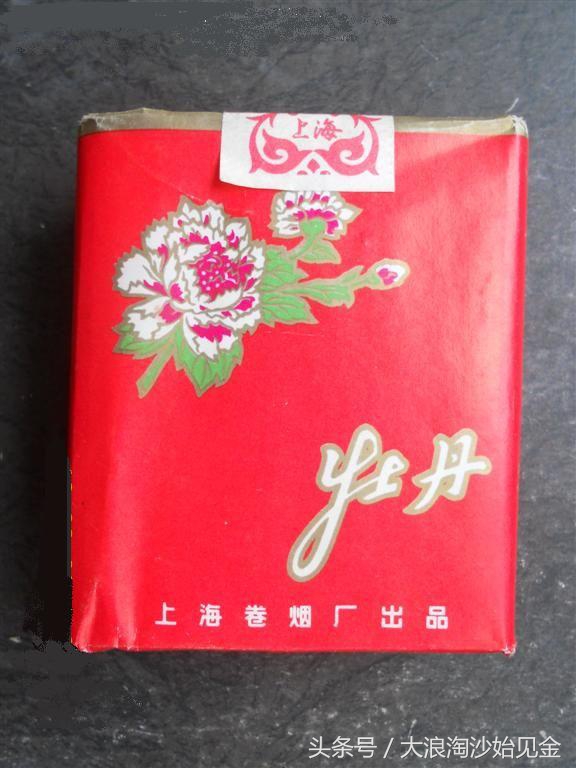 上海
牡丹
上海卷烟厂出品
头条号／大浪淘沙始见金